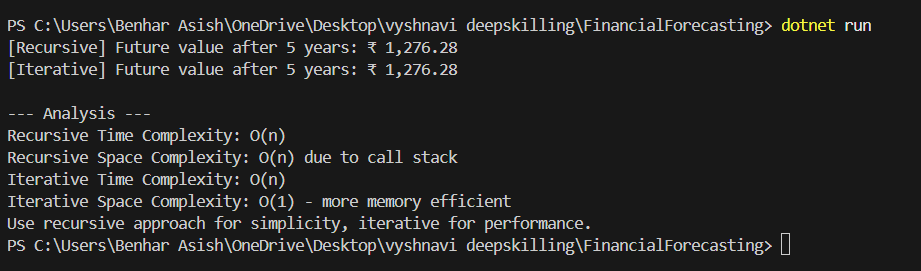 PS C:\Users\Benhar Asish\OneDrive\Desktop\vyshnavi deepskilling\FinancialForecasting> dotnet run
[Recursive] Future value after 5 years: ₹ 1,276.28
[Iterative] Future value after 5 years: ₹ 1,276.28
--- Analysis ---
Recursive Time Complexity: O(n)
Recursive Space Complexity: O(n) due to call stack
Iterative Time Complexity: O(n)
Iterative Space Complexity: O(1) - more memory efficient
Use recursive approach for simplicity, iterative for performance.
PS C:\Users\Benhar Asish\OneDrive\Desktop\vyshnavi deepskilling\FinancialForecasting>